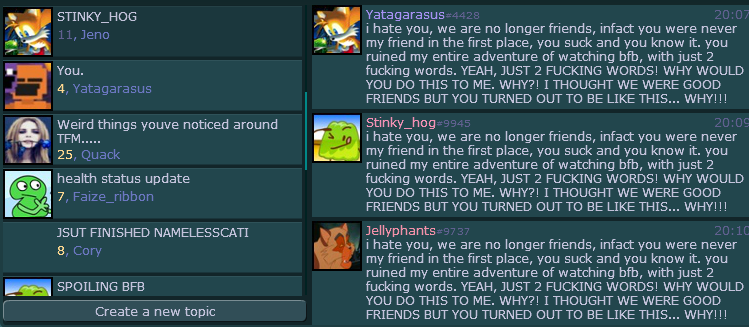 STINKY_HOG
11, Jeno
You.
4, Yatagarasus
Weird things youve noticed around
TFM.....
25, Quack
health status update
7, Faize_ribbon
JSUT FINISHED NAMELESSCATI
8, Cory
SPOILING BFB
Create a new topic
Yatagarasus#4428 20:07
i hate you, we are no longer friends, infact you were never
my friend in the first place, you suck and you know it. you
ruined my entire adventure of watching bfb, with just 2
fucking words. YEAH, JUST 2 FUCKING WORDS! WHY WOULD
YOU DO THIS TO ME. WHY?! I THOUGHT WE WERE GOOD
FRIENDS BUT YOU TURNED OUT TO BE LIKE THIS... WHY!!!
Stinky_hog#9945 20:09
i hate you, we are no longer friends, infact you were never
my friend in the first place, you suck and you know it. you
ruined my entire adventure of watching bfb, with just 2
fucking words. YEAH, JUST 2 FUCKING WORDS! WHY WOULD
YOU DO THIS TO ME. WHY?! I THOUGHT WE WERE GOOD
FRIENDS BUT YOU TURNED OUT TO BE LIKE THIS... WHY!!!
Jellyphants#9737 20:10
i hate you, we are no longer friends, infact you were never
my friend in the first place, you suck and you know it. you
ruined my entire adventure of watching bfb, with just 2
fucking words. YEAH, JUST 2 FUCKING WORDS! WHY WOULD
YOU DO THIS TO ME. WHY?! I THOUGHT WE WERE GOOD
FRIENDS BUT YOU TURNED OUT TO BE LIKE THIS... WHY!!!